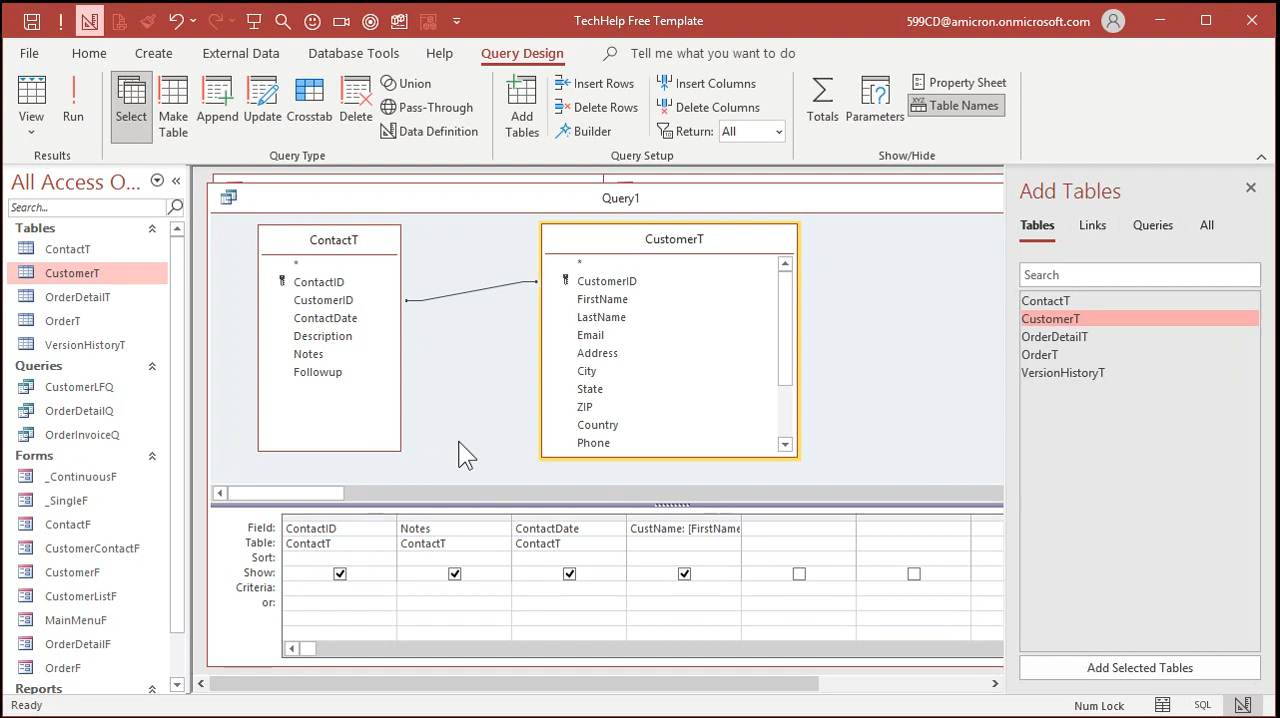 TechHelp Free Template
599CD@amicron.onmicrosoft.com
File Home Create External Data Database Tools Help Query Design Tell me what you want to do
View
Run
Results
Select
Make Table
Append
Update
Crosstab
Delete
Union
Pass-Through
Data Definition
Query Type
Add Tables
Insert Rows
Delete Rows
Builder
Insert Columns
Delete Columns
Return: All
Query Setup
Totals
Parameters
Property Sheet
XYZ Table Names
Show/Hide
All Access O...
Search...
Tables
ContactT
CustomerT
OrderDetailT
OrderT
VersionHistoryT
Queries
CustomerLFQ
OrderDetailQ
OrderInvoiceQ
Forms
_ContinuousF
_SingleF
ContactF
CustomerContactF
CustomerF
CustomerListF
MainMenuF
OrderDetailF
OrderF
Reports
Query1
ContactT
*
ContactID
CustomerID
ContactDate
Description
Notes
Followup
CustomerT
*
CustomerID
FirstName
LastName
Email
Address
City
State
ZIP
Country
Phone
Field: ContactID Notes ContactDate CustName: [FirstName
Table: ContactT ContactT ContactT
Sort:
Show:
Criteria:
or:
Add Tables
Tables Links Queries All
Search
ContactT
CustomerT
OrderDetailT
OrderT
VersionHistoryT
Add Selected Tables
Ready
Num Lock
SQL